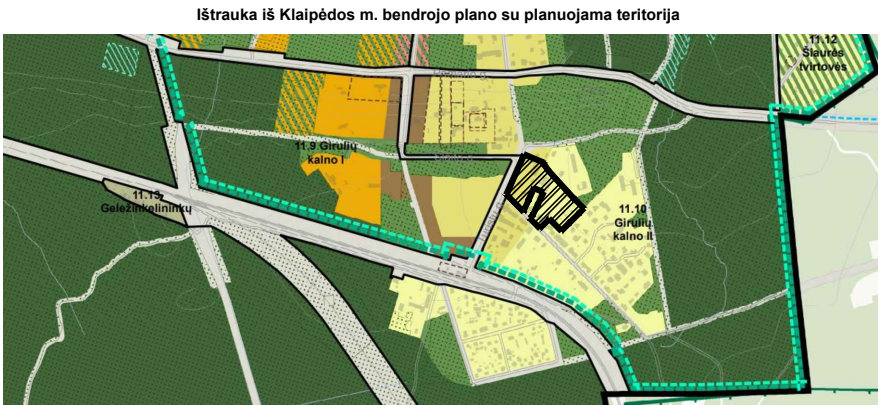 Ištrauka iš Klaipėdos m. bendrojo plano su planuojama teritorija
11.12
Šlaurės
tvirtovės
11.9 Girulių
kalno I
11.13
Geležinkelininkų
11.10
Girulių
kalno II